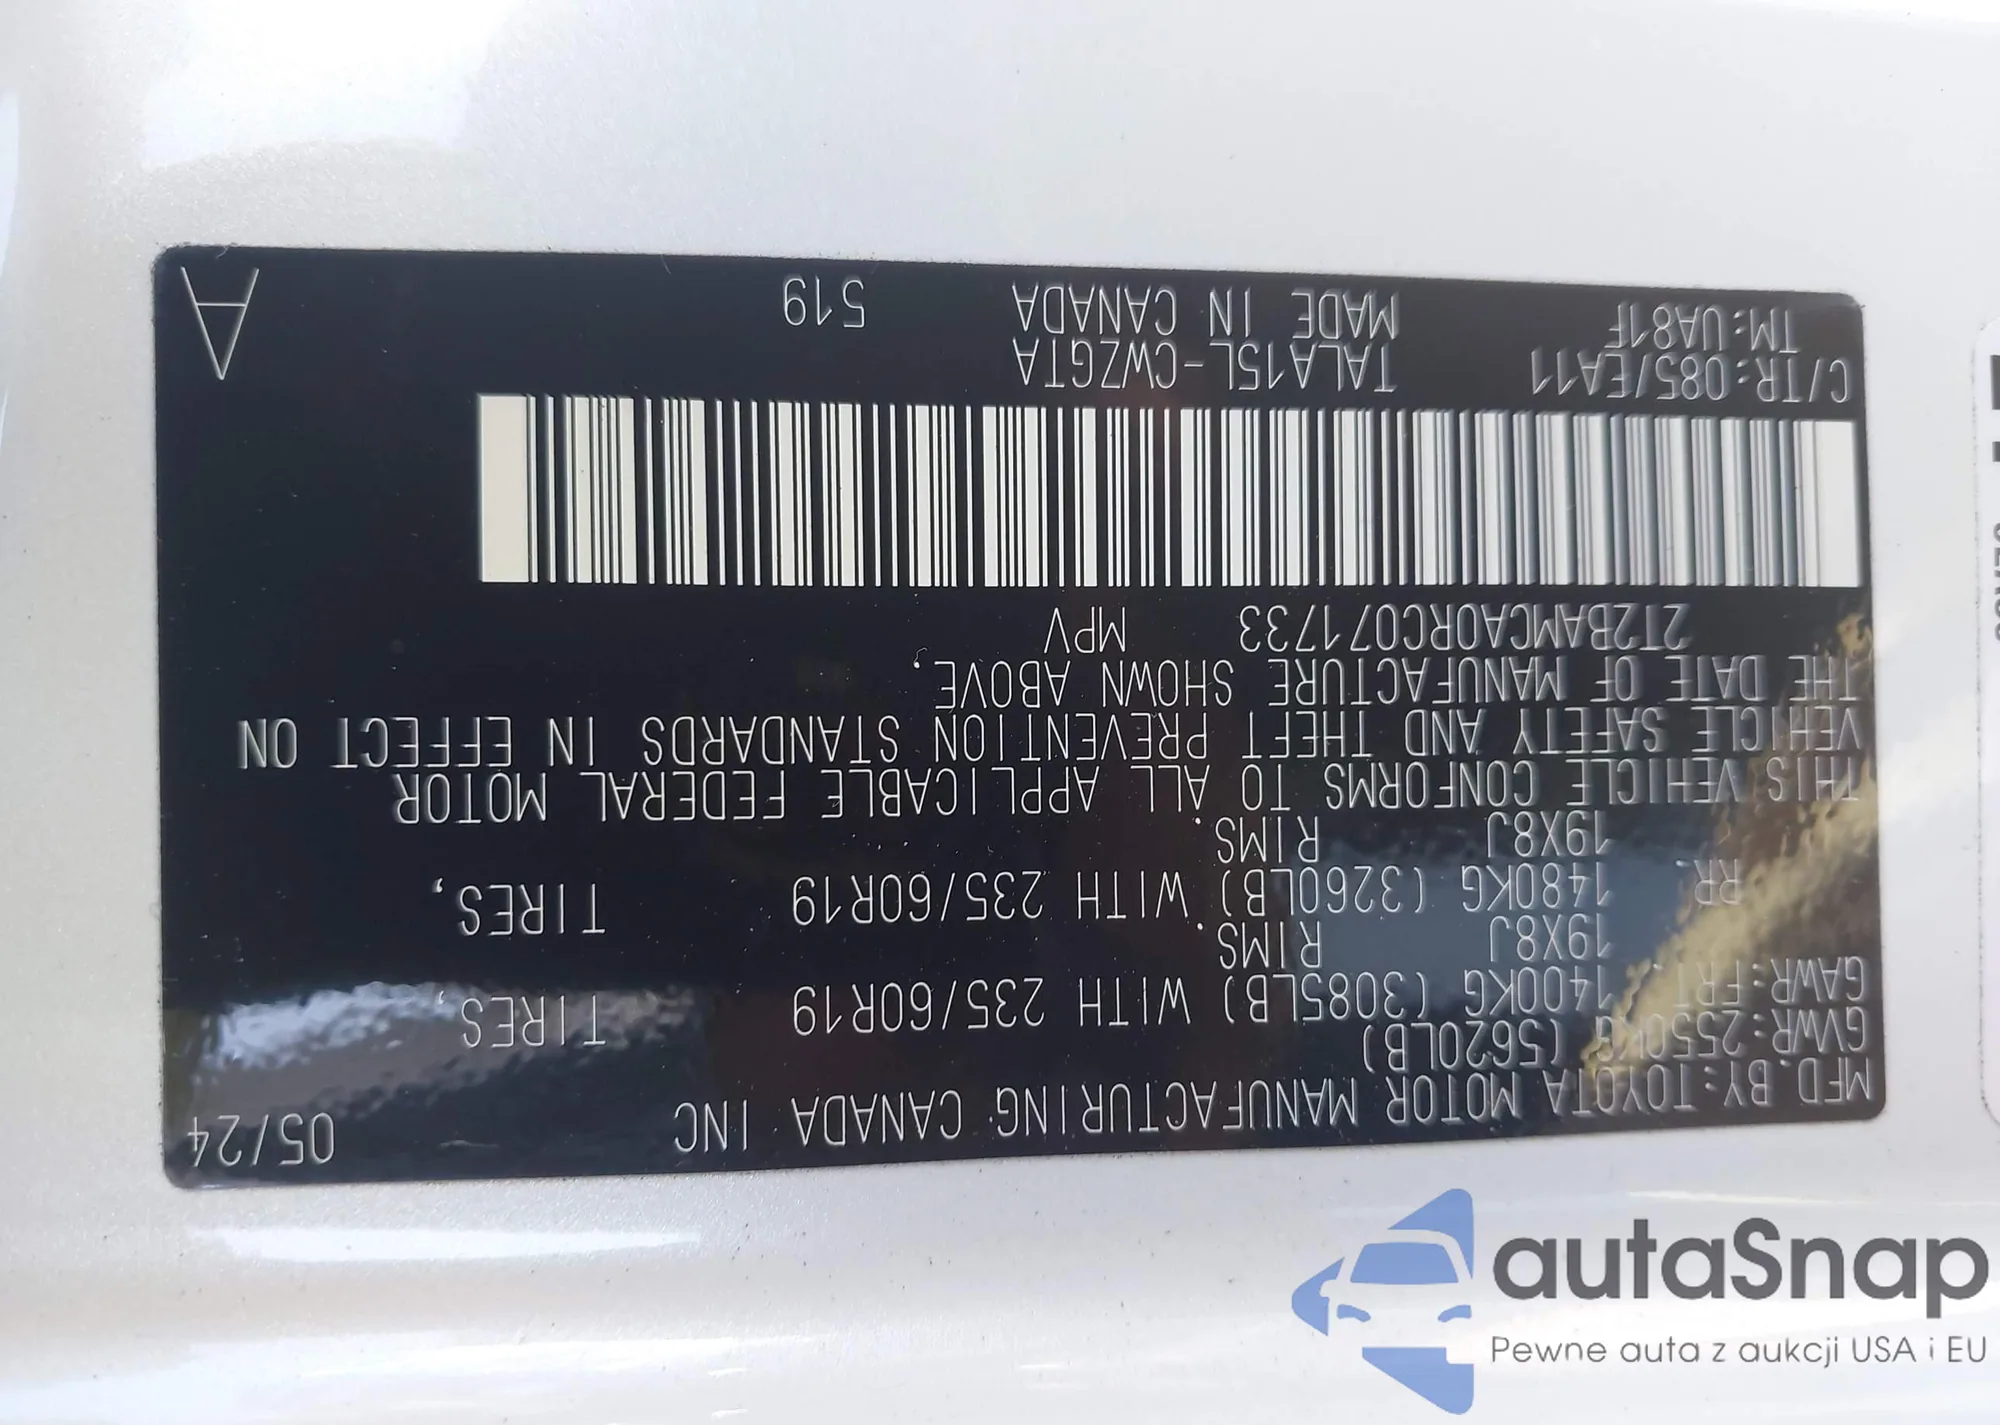 MFD. BY:TOYOTA MOTOR MANUFACTURING CANADA INC 05/24
GVWR:2550KG (5620LB)
GAWR:FRT. 1400KG (3085LB) WITH 235/60R19 TIRES,
19X8J RIMS.
RR. 1480KG (3260LB) WITH 235/60R19 TIRES,
19X8J RIMS.
THIS VEHICLE CONFORMS TO ALL APPLICABLE FEDERAL MOTOR
VEHICLE SAFETY AND THEFT PREVENTION STANDARDS IN EFFECT ON
THE DATE OF MANUFACTURE SHOWN ABOVE.
2T2BAMCA0RC071733 MPV
C/TR:085/EA11 TALA15L-CWZGTA A
TM:UA81F MADE IN CANADA 519
autaSnap
Pewne auta z aukcji USA i EU